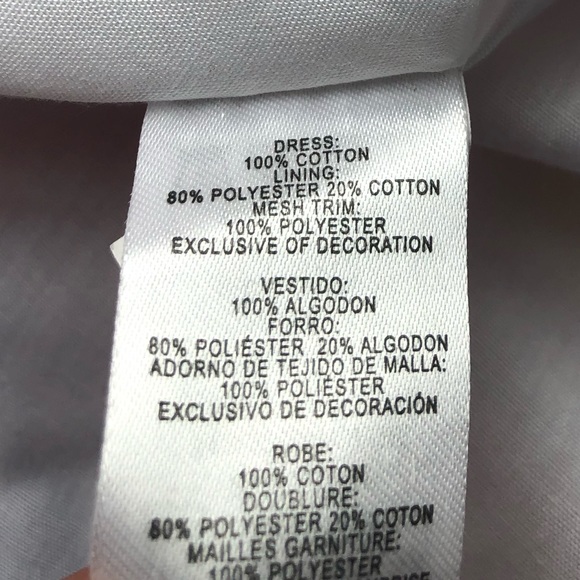 DRESS:
100% COTTON
LINING:
80% POLYESTER 20% COTTON
MESH TRIM:
100% POLYESTER
EXCLUSIVE OF DECORATION
VESTIDO:
100% ALGODON
FORRO:
80% POLIÉSTER 20% ALGODON
ADORNO DE TEJIDO DE MALLA:
100% POLIÉSTER
EXCLUSIVO DE DECORACIÓN
ROBE:
100% COTON
DOUBLURE:
80% POLYESTER 20% COTON
MAILLES GARNITURE:
100% POLYESTER